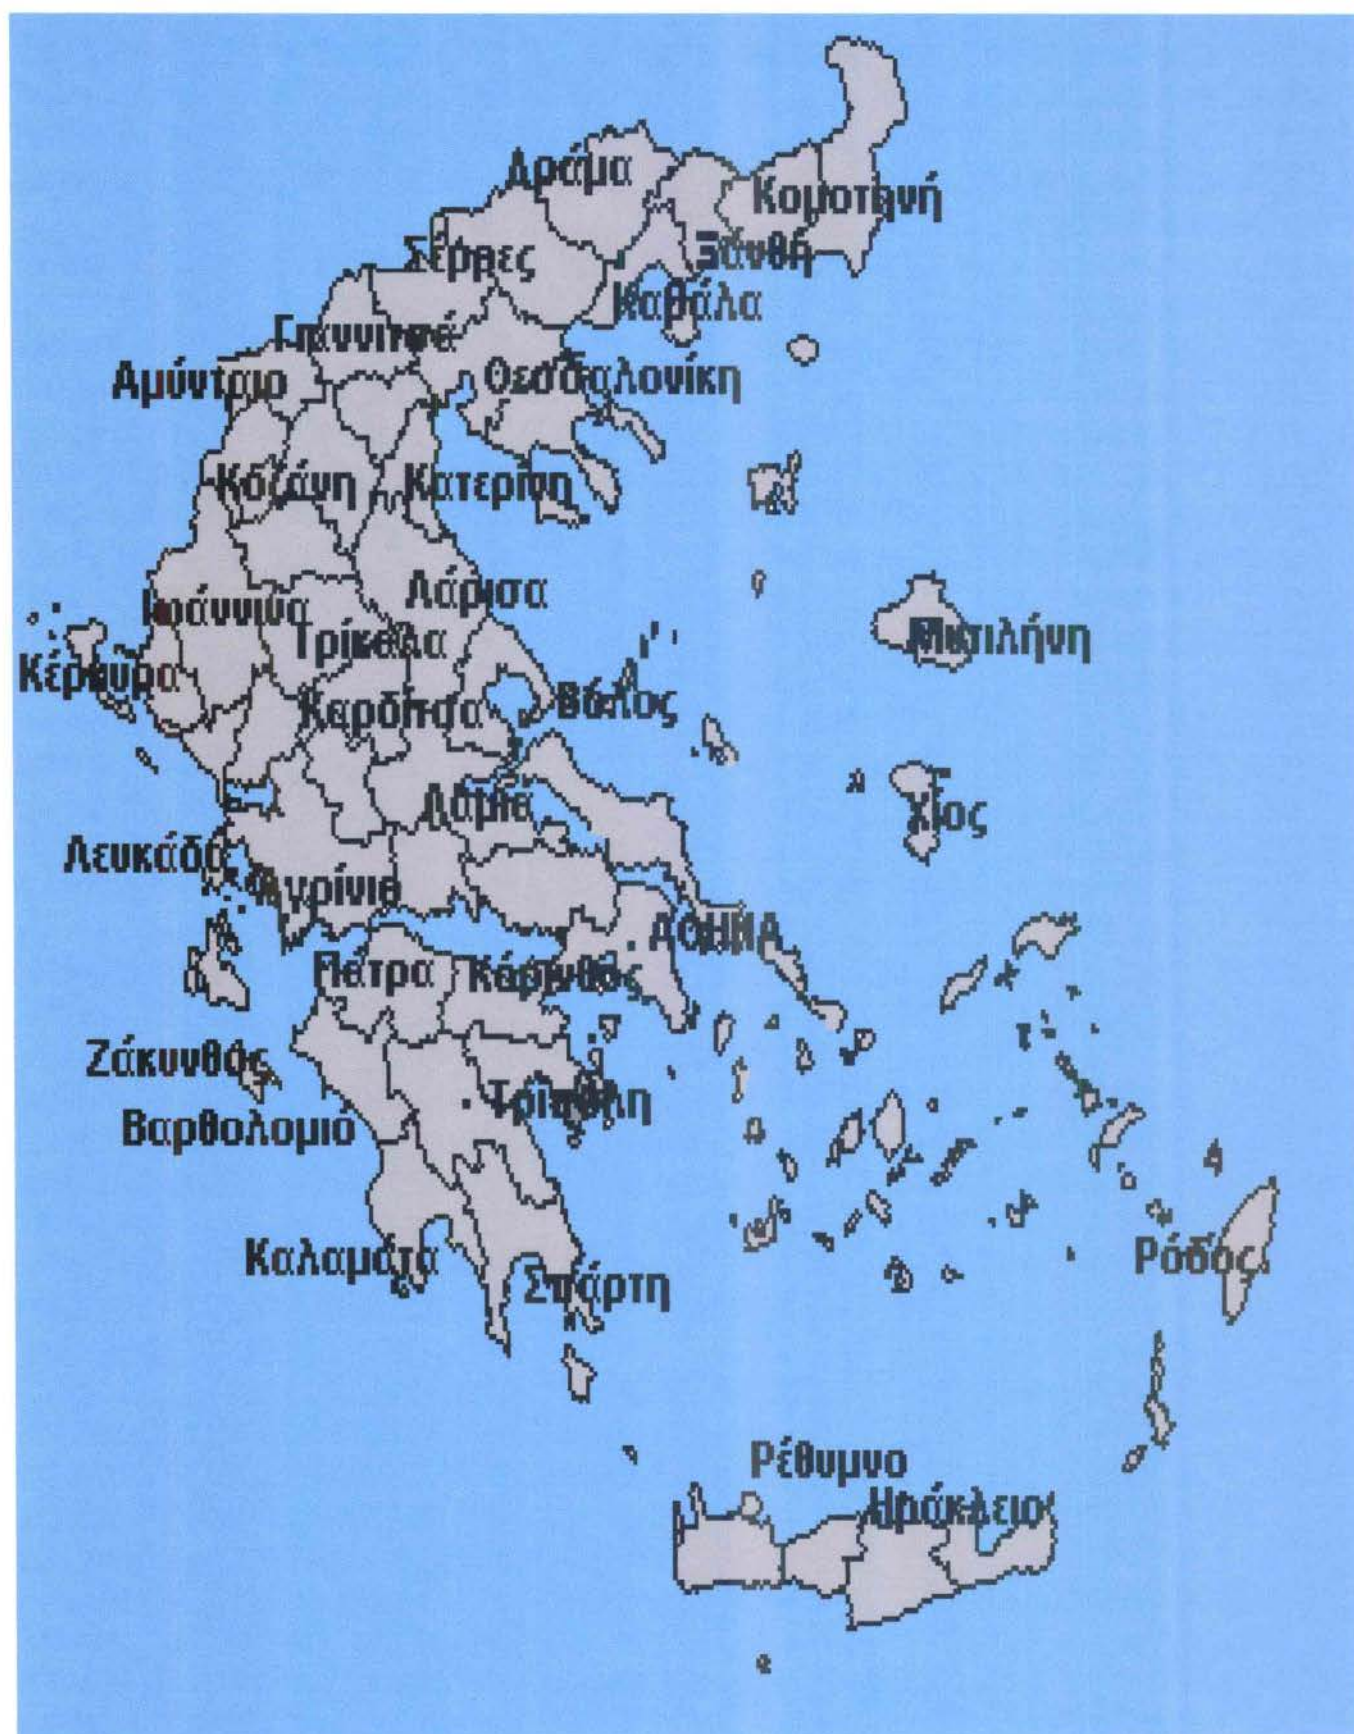 Δράμα
Κομοτηνή
Σέρρες
Ξάνθη
Καβάλα
Γιαννιτσά
Αμύνταιο
Θεσσαλονίκη
Κοζάνη
Κατερίνη
Λάρισα
Ιωάννινα
Τρίκαλα
Μυτιλήνη
Κέρκυρα
Καρδίτσα
Βόλος
Λαμία
Χίος
Λευκάδα
Αγρίνιο
ΑΘΗΝΑ
Πάτρα
Κόρινθος
Ζάκυνθος
Τρίπολη
Βαρθολομιό
Καλαμάτα
Ρόδος
Σπάρτη
Ρέθυμνο
Ηράκλειο